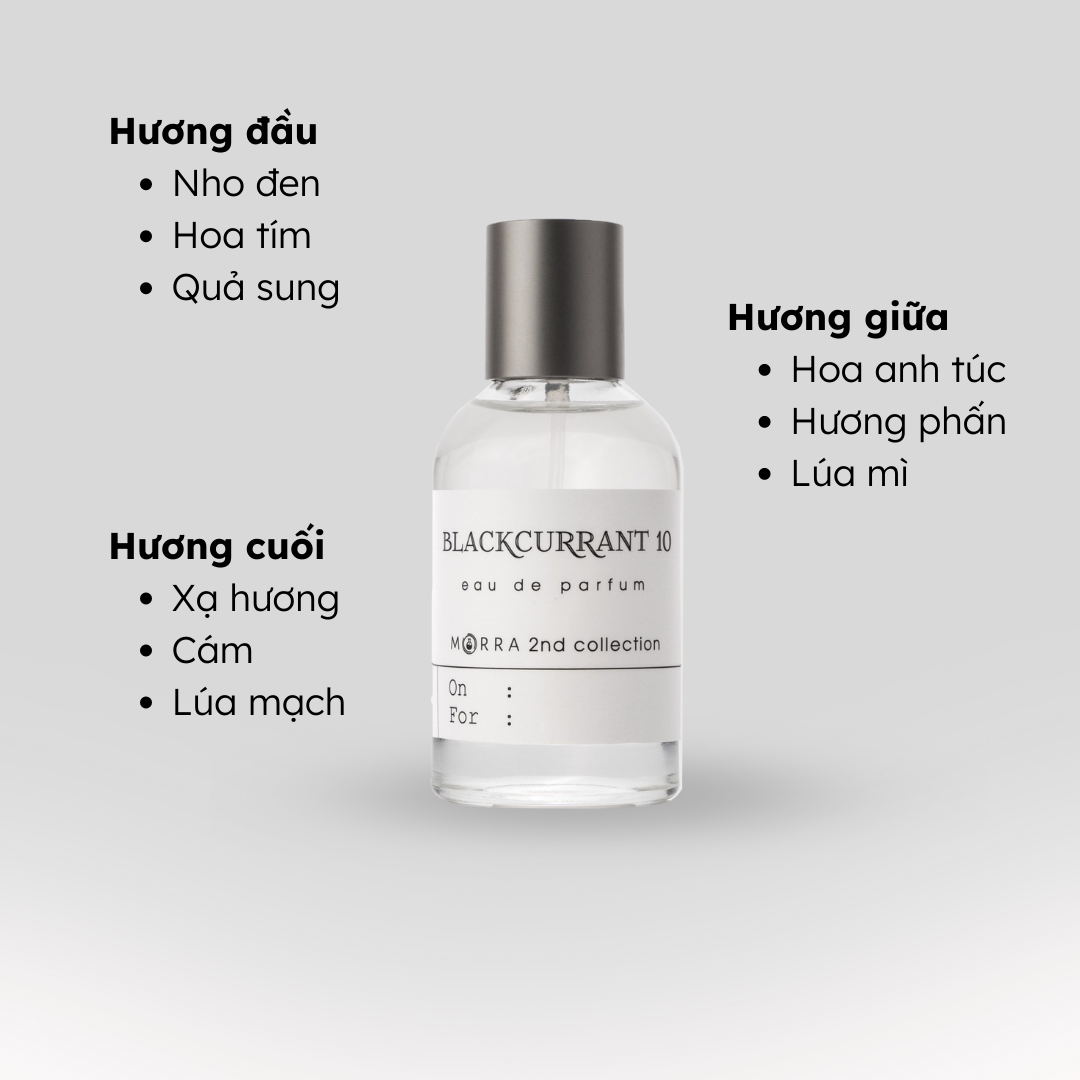 Hương đầu
Nho đen
Hoa tím
Quả sung
Hương giữa
Hoa anh túc
Hương phấn
Lúa mì
Hương cuối
Xạ hương
Cám
Lúa mạch
BLACKCURRANT 10
eau de parfum
MORRA 2nd collection
On :
For :